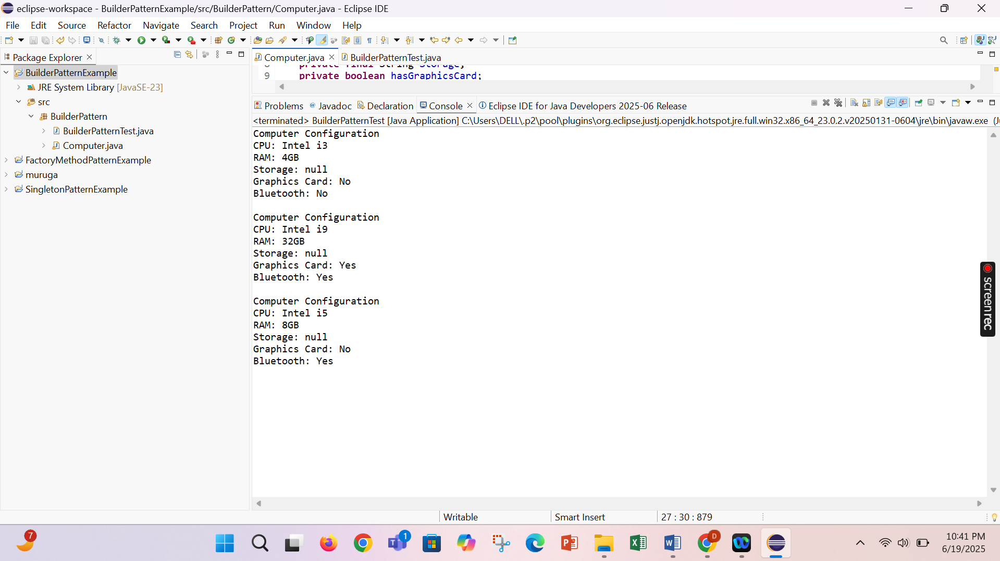 eclipse-workspace - BuilderPatternExample/src/BuilderPattern/Computer.java - Eclipse IDE
File Edit Source Refactor Navigate Search Project Run Window Help
Package Explorer
BuilderPatternExample
JRE System Library [JavaSE-23]
src
BuilderPattern
BuilderPatternTest.java
Computer.java
FactoryMethodPatternExample
muruga
SingletonPatternExample
Computer.java BuilderPatternTest.java
8 private final String Storage;
9 private boolean hasGraphicsCard;
Problems @ Javadoc Declaration Console Eclipse IDE for Java Developers 2025-06 Release
<terminated> BuilderPatternTest [Java Application] C:\Users\DELL\.p2\pool\plugins\org.eclipse.justj.openjdk.hotspot.jre.full.win32.x86_64_23.0.2.v20250131-0604\jre\bin\javaw.exe
Computer Configuration
CPU: Intel i3
RAM: 4GB
Storage: null
Graphics Card: No
Bluetooth: No
Computer Configuration
CPU: Intel i9
RAM: 32GB
Storage: null
Graphics Card: Yes
Bluetooth: Yes
Computer Configuration
CPU: Intel i5
RAM: 8GB
Storage: null
Graphics Card: No
Bluetooth: Yes
screenrec
Writable Smart Insert 27 : 30 : 879
7
1
D
10:41 PM
6/19/2025